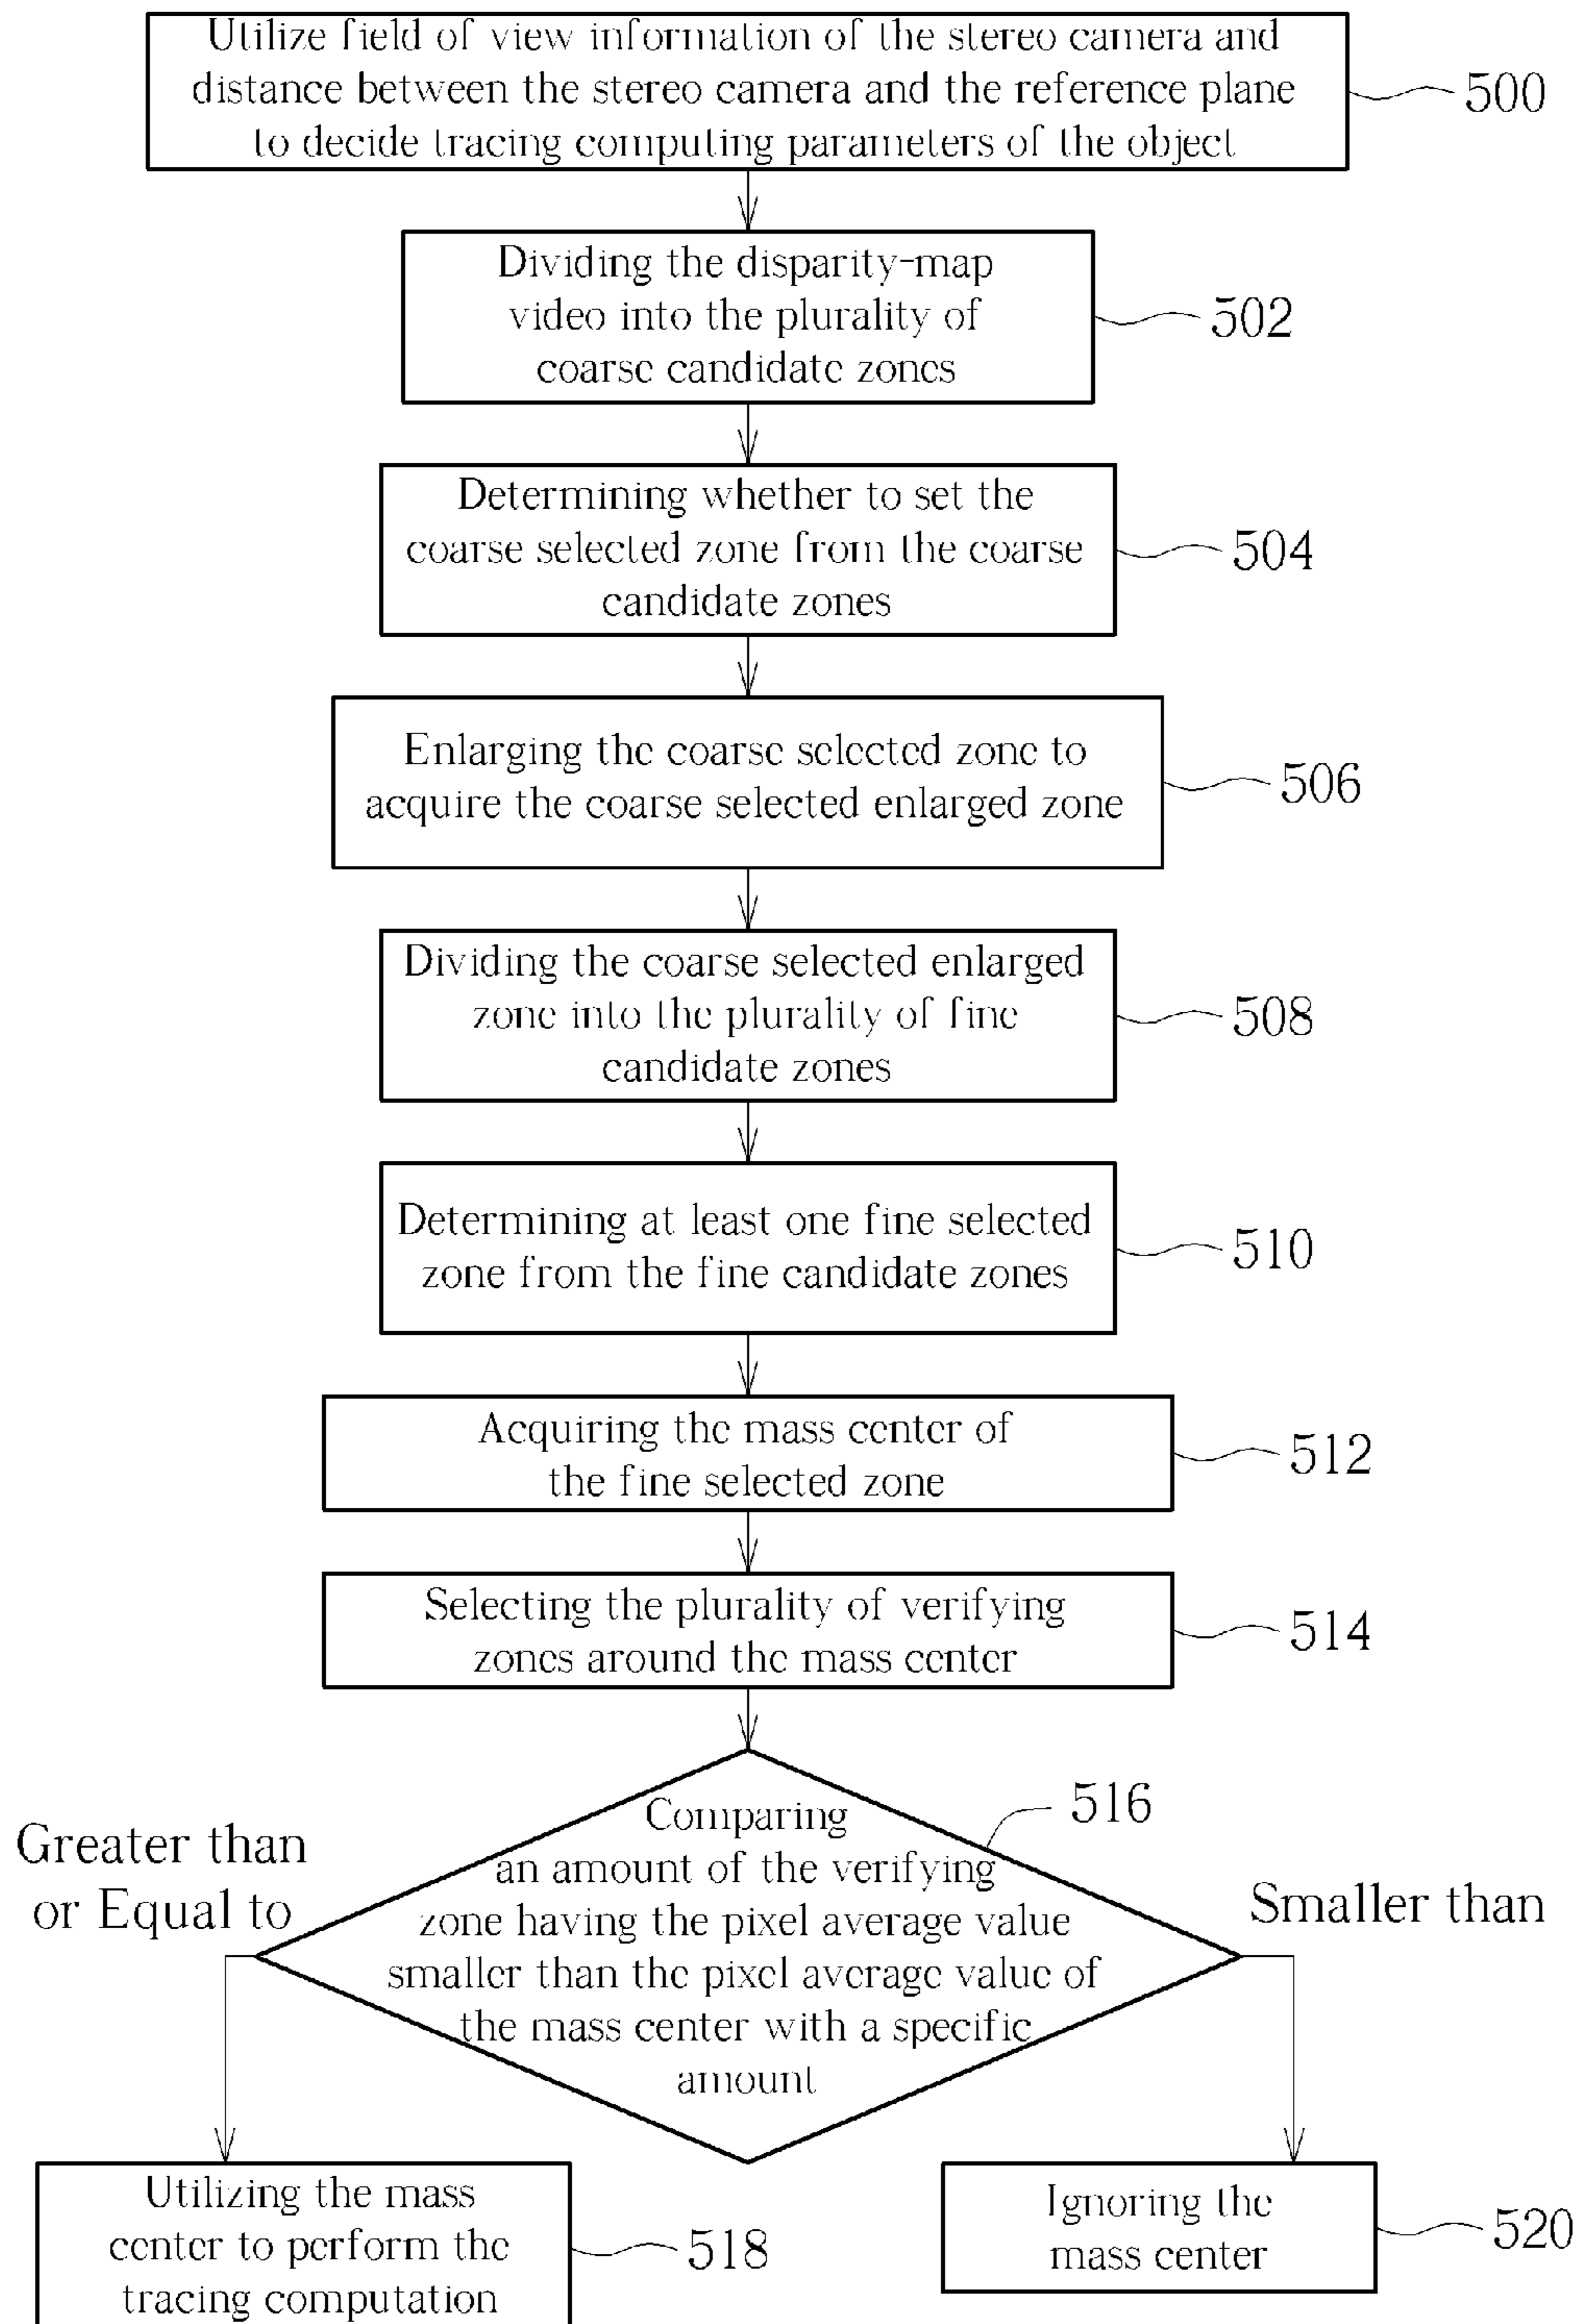 Utilize field of view information of the stereo camera and
distance between the stereo camera and the reference plane
to decide tracing computing parameters of the object
500
Dividing the disparity-map
video into the plurality of
coarse candidate zones
502
Determining whether to set the
coarse selected zone from the coarse
candidate zones
504
Enlarging the coarse selected zone to
acquire the coarse selected enlarged zone
506
Dividing the coarse selected enlarged
zone into the plurality of fine
candidate zones
508
Determining at least one fine selected
zone from the fine candidate zones
510
Acquiring the mass center of
the fine selected zone
512
Selecting the plurality of verifying
zones around the mass center
514
Comparing
an amount of the verifying
zone having the pixel average value
smaller than the pixel average value of
the mass center with a specific
amount
516
Greater than
or Equal to
Smaller than
Utilizing the mass
center to perform the
tracing computation
518
Ignoring the
mass center
520